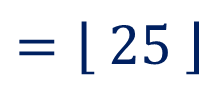 = ⌊ 25 ⌋